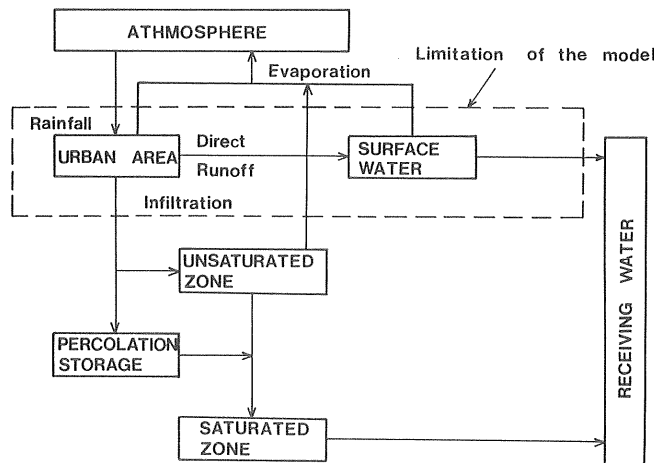 ATHMOSPHERE
Limitation of the model
Evaporation
Rainfall
URBAN AREA
Direct
Runoff
SURFACE
WATER
Infiltration
UNSATURATED
ZONE
PERCOLATION
STORAGE
SATURATED
ZONE
RECEIVING WATER